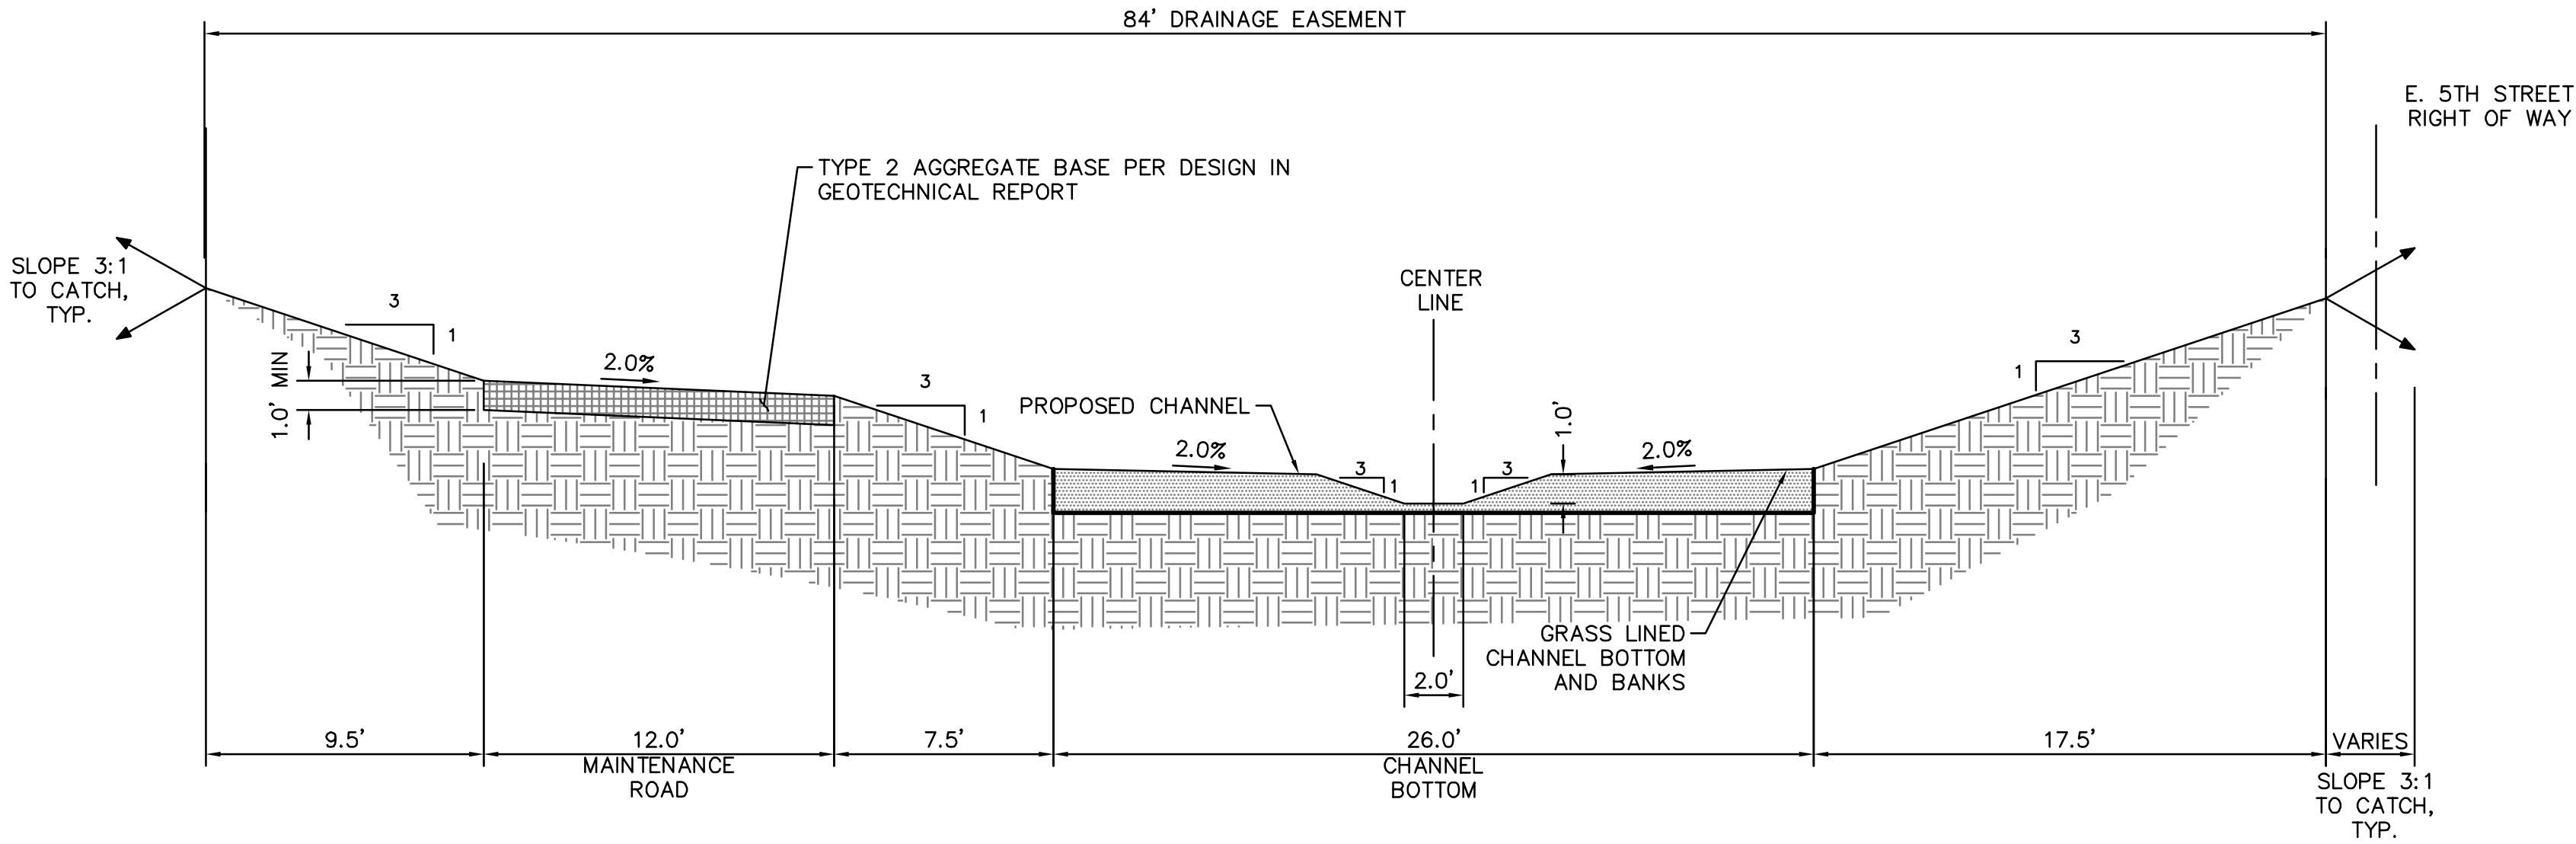 84' DRAINAGE EASEMENT
E. 5TH STREET
RIGHT OF WAY
TYPE 2 AGGREGATE BASE PER DESIGN IN
GEOTECHNICAL REPORT
SLOPE 3:1
TO CATCH,
TYP.
3
1
1.0' MIN
2.0%
3
1
PROPOSED CHANNEL
CENTER
LINE
2.0%
3
1
3
1
1.0'
2.0%
3
1
GRASS LINED
CHANNEL BOTTOM
AND BANKS
2.0'
9.5'
12.0'
MAINTENANCE
ROAD
7.5'
26.0'
CHANNEL
BOTTOM
17.5'
VARIES
SLOPE 3:1
TO CATCH,
TYP.